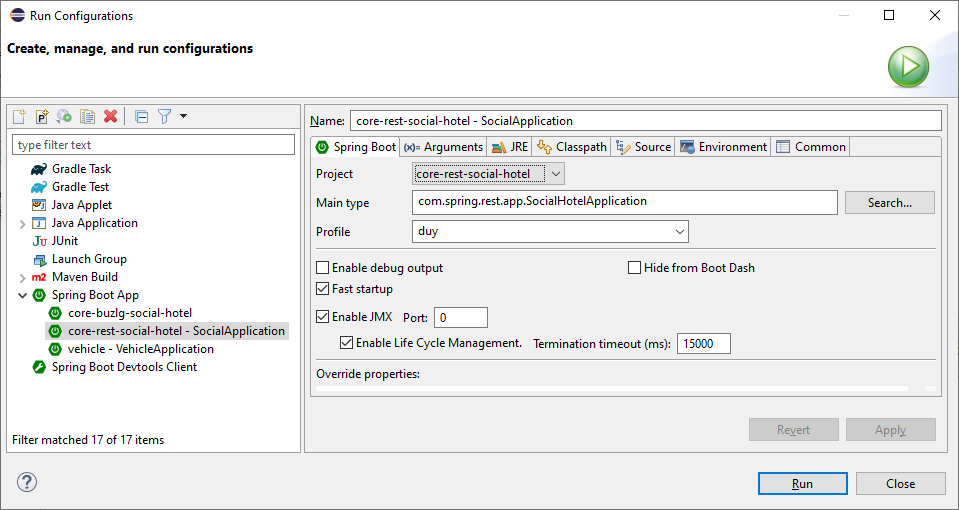 Run Configurations
Create, manage, and run configurations
type filter text
Gradle Task
Gradle Test
Java Applet
Java Application
JUnit
Launch Group
Maven Build
Spring Boot App
core-buzlg-social-hotel
core-rest-social-hotel - SocialApplication
vehicle - VehicleApplication
Spring Boot Devtools Client
Filter matched 17 of 17 items
Name: core-rest-social-hotel - SocialApplication
Spring Boot (x)= Arguments JRE Classpath Source Environment Common
Project core-rest-social-hotel
Main type com.spring.rest.app.SocialHotelApplication Search...
Profile duy
Enable debug output Hide from Boot Dash
Fast startup
Enable JMX Port: 0
Enable Life Cycle Management. Termination timeout (ms): 15000
Override properties:
Revert Apply
Run Close